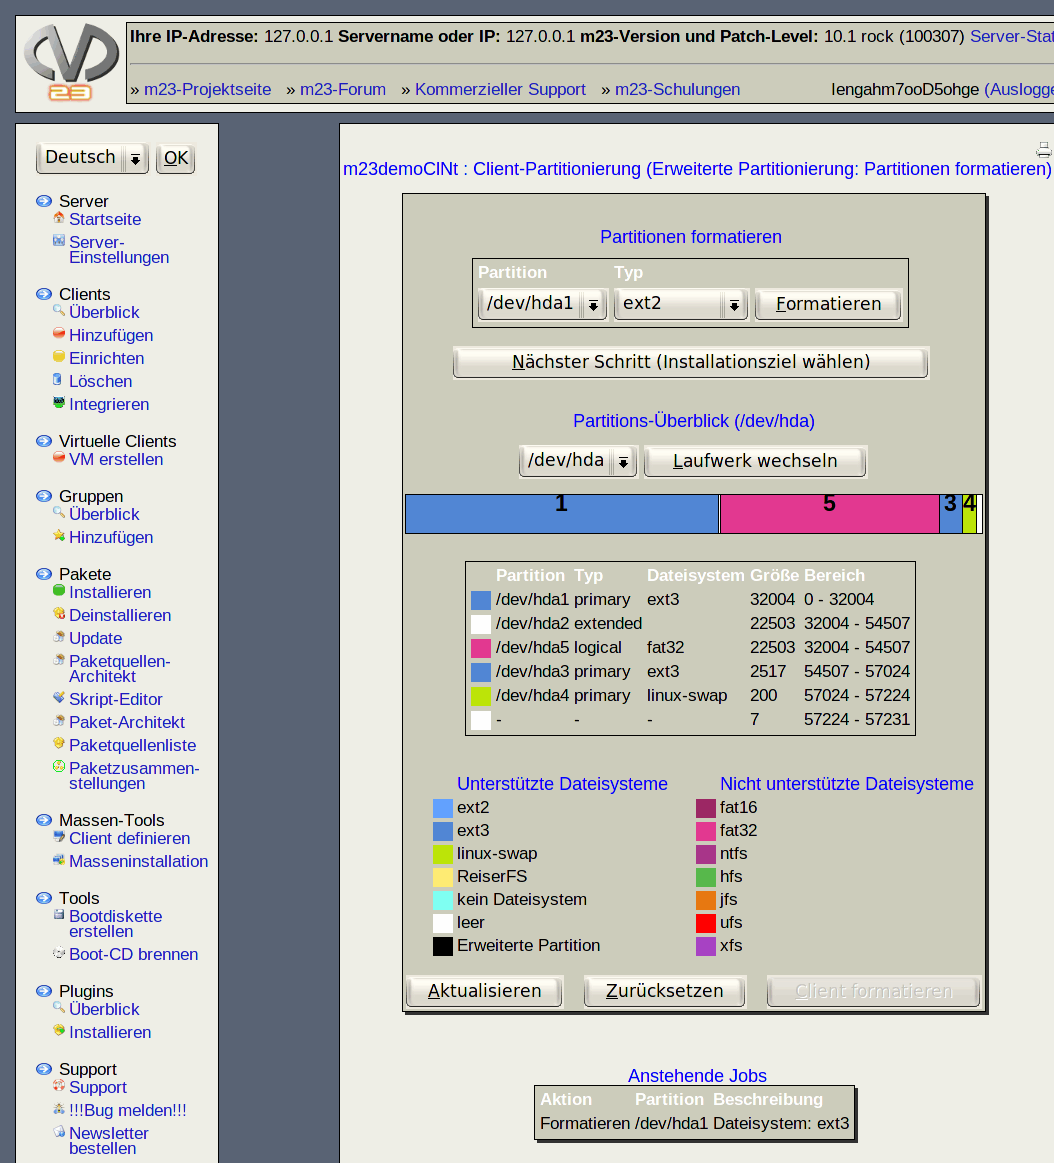 Ihre IP-Adresse: 127.0.0.1 Servername oder IP: 127.0.0.1 m23-Version und Patch-Level: 10.1 rock (100307) Server-Stat
23
» m23-Projektseite » m23-Forum » Kommerzieller Support » m23-Schulungen lengahm7ooD5ohge (Auslogge
Deutsch OK
Server
Startseite
Server-
Einstellungen
Clients
Überblick
Hinzufügen
Einrichten
Löschen
Integrieren
Virtuelle Clients
VM erstellen
Gruppen
Überblick
Hinzufügen
Pakete
Installieren
Deinstallieren
Update
Paketquellen-
Architekt
Skript-Editor
Paket-Architekt
Paketquellenliste
Paketzusammen-
stellungen
Massen-Tools
Client definieren
Masseninstallation
Tools
Bootdiskette
erstellen
Boot-CD brennen
Plugins
Überblick
Installieren
Support
Support
!!!Bug melden!!!
Newsletter
bestellen
m23demoClNt : Client-Partitionierung (Erweiterte Partitionierung: Partitionen formatieren)
Partitionen formatieren
Partition Typ
/dev/hda1 ext2 Formatieren
Nächster Schritt (Installationsziel wählen)
Partitions-Überblick (/dev/hda)
/dev/hda Laufwerk wechseln
1 5 3 4
Partition Typ Dateisystem Größe Bereich
/dev/hda1 primary ext3 32004 0 - 32004
/dev/hda2 extended 22503 32004 - 54507
/dev/hda5 logical fat32 22503 32004 - 54507
/dev/hda3 primary ext3 2517 54507 - 57024
/dev/hda4 primary linux-swap 200 57024 - 57224
- - - 7 57224 - 57231
Unterstützte Dateisysteme Nicht unterstützte Dateisysteme
ext2 fat16
ext3 fat32
linux-swap ntfs
ReiserFS hfs
kein Dateisystem jfs
leer ufs
Erweiterte Partition xfs
Aktualisieren Zurücksetzen Client formatieren
Anstehende Jobs
Aktion Partition Beschreibung
Formatieren /dev/hda1 Dateisystem: ext3